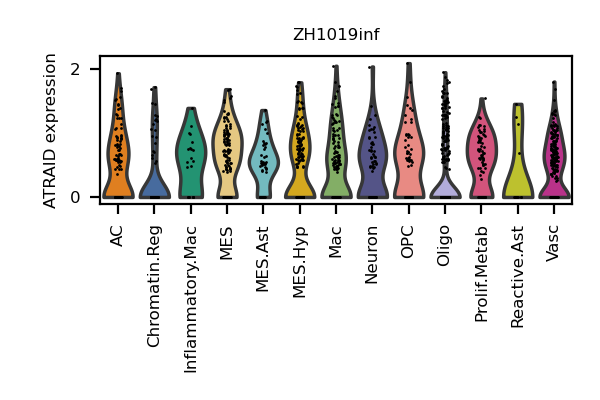 ZH1019inf
ATRAID expression
2
0
AC
Chromatin.Reg
Inflammatory.Mac
MES
MES.Ast
MES.Hyp
Mac
Neuron
OPC
Oligo
Prolif.Metab
Reactive.Ast
Vasc